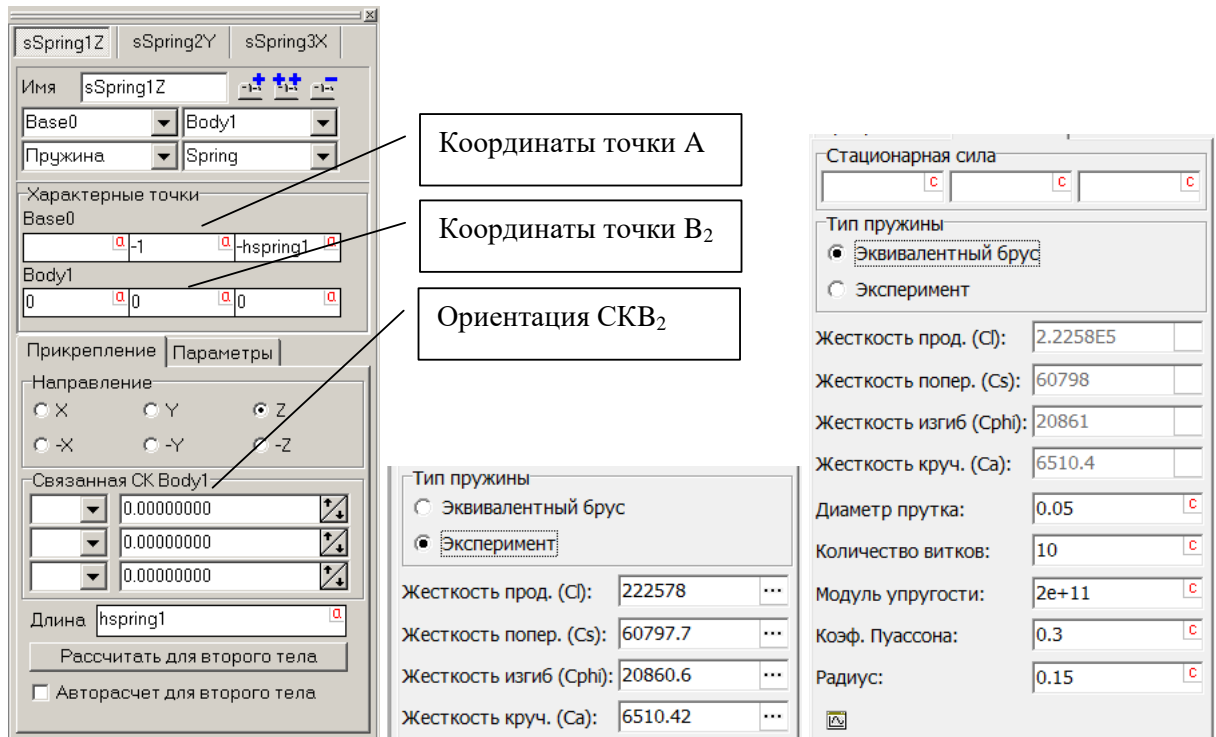 sSpring1Z sSpring2Y sSpring3X
Имя sSpring1Z
Base0 Body1
Пружина Spring
Характерные точки
Base0
-1 -hspring1
Body1
0 0 0
Прикрепление Параметры
Направление
X Y Z
-X -Y -Z
Связанная СК Body1
0.00000000
0.00000000
0.00000000
Длина hspring1
Рассчитать для второго тела
Авторасчет для второго тела
Координаты точки А
Координаты точки В₂
Ориентация СКВ₂
Тип пружины
Эквивалентный брус
Эксперимент
Жесткость прод. (Cl): 222578 ...
Жесткость попер. (Cs): 60797.7 ...
Жесткость изгиб (Cphi): 20860.6 ...
Жесткость круч. (Ca): 6510.42 ...
Стационарная сила
c c c
Тип пружины
Эквивалентный брус
Эксперимент
Жесткость прод. (Cl): 2.2258E5
Жесткость попер. (Cs): 60798
Жесткость изгиб (Cphi): 20861
Жесткость круч. (Ca): 6510.4
Диаметр прутка: 0.05 c
Количество витков: 10 c
Модуль упругости: 2e+11 c
Коэф. Пуассона: 0.3 c
Радиус: 0.15 c